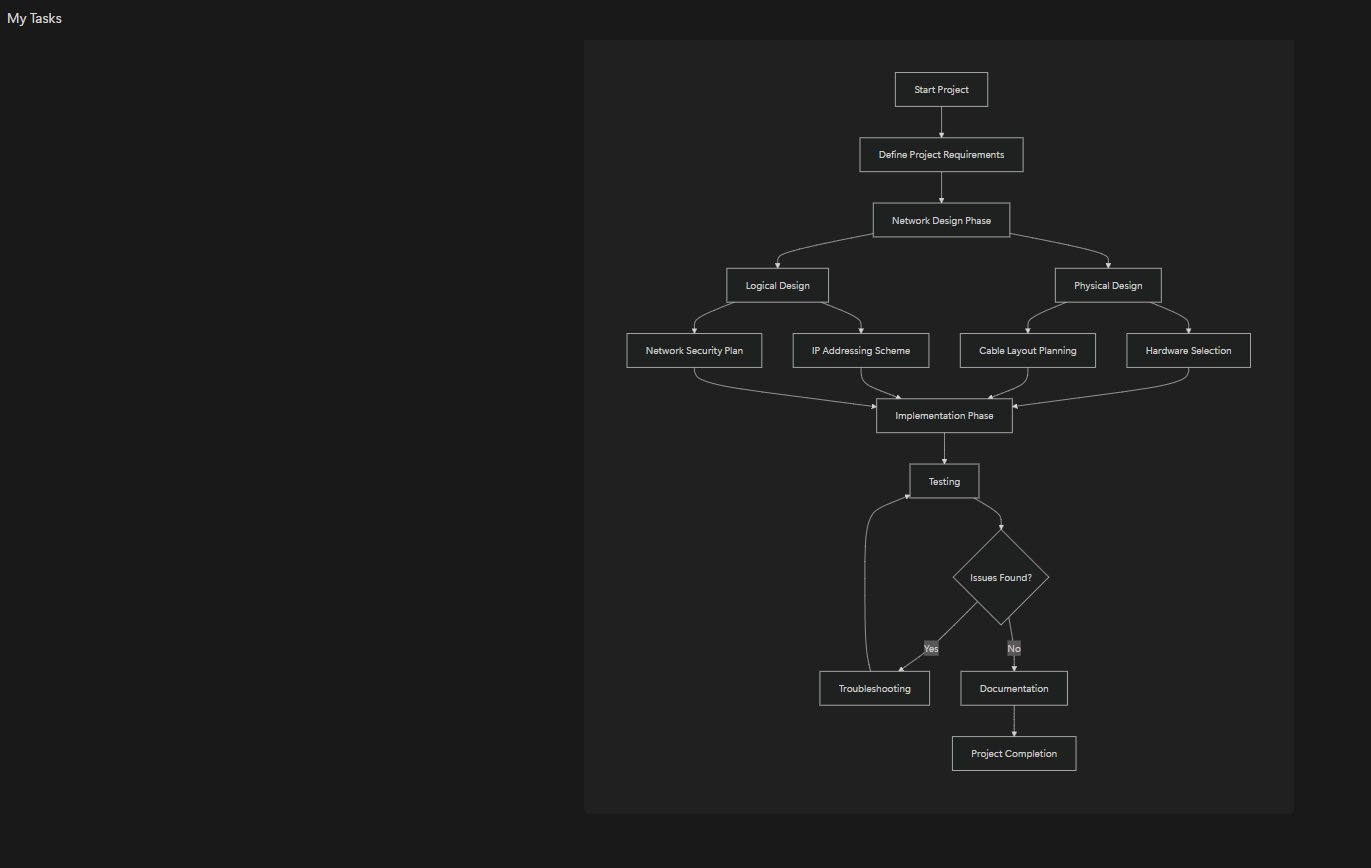 My Tasks
Start Project
Define Project Requirements
Network Design Phase
Logical Design
Physical Design
Network Security Plan
IP Addressing Scheme
Cable Layout Planning
Hardware Selection
Implementation Phase
Testing
Issues Found?
Yes
No
Troubleshooting
Documentation
Project Completion